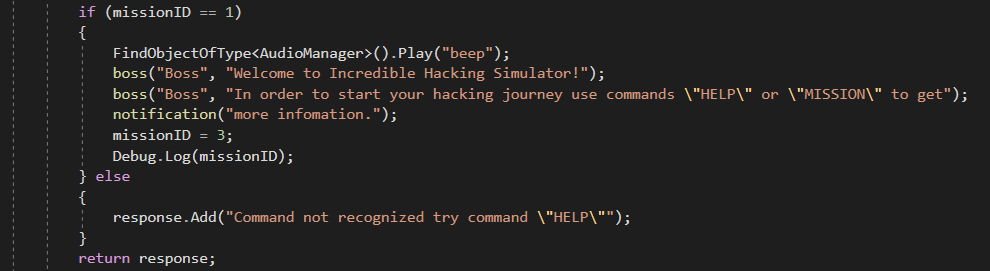 if (missionID == 1)
{
FindObjectOfType<AudioManager>().Play("beep");
boss("Boss", "Welcome to Incredible Hacking Simulator!");
boss("Boss", "In order to start your hacking journey use commands \"HELP\" or \"MISSION\" to get");
notification("more infomation.");
missionID = 3;
Debug.Log(missionID);
} else
{
response.Add("Command not recognized try command \"HELP\"");
}
return response;